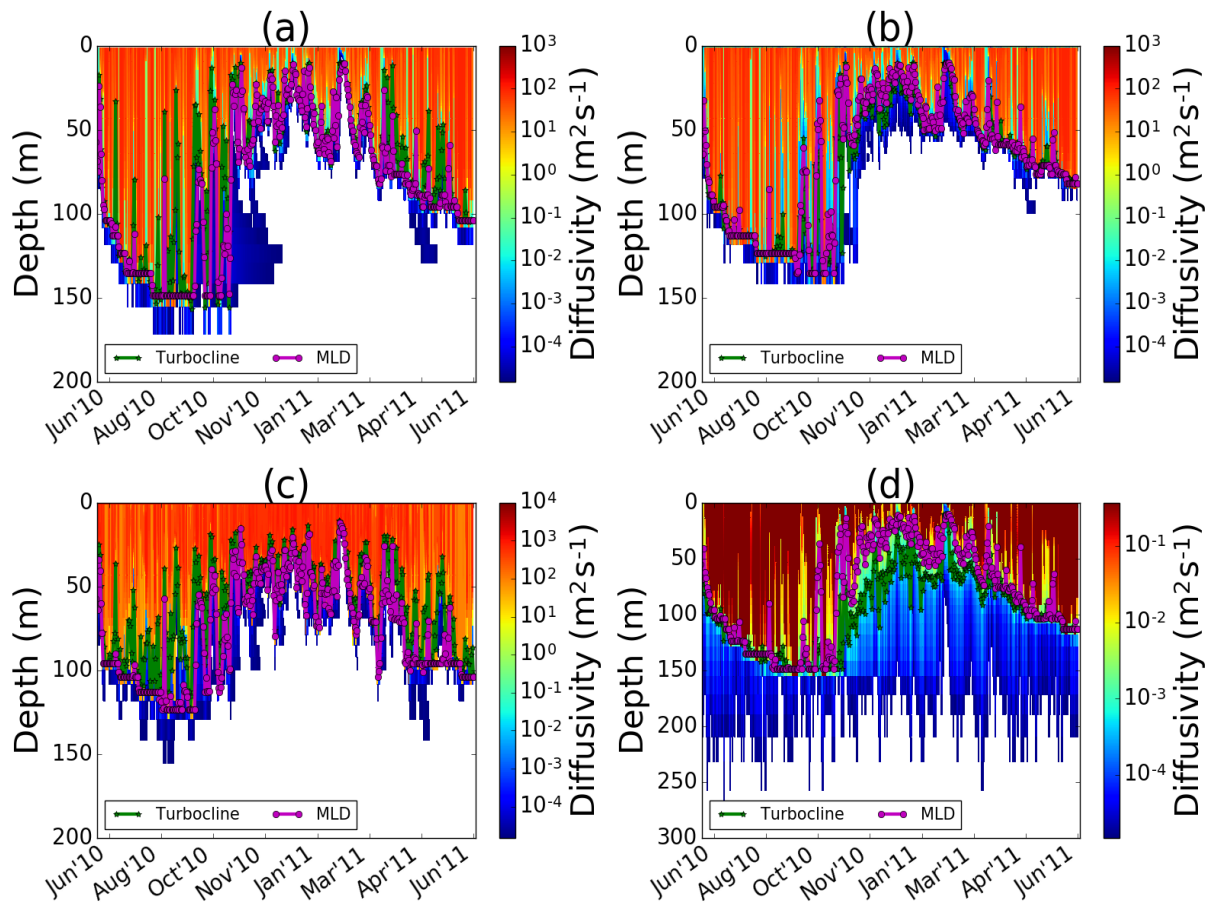 (a)
0
50
100
150
200
Depth (m)
Turbocline MLD
Jun'10 Aug'10 Oct'10 Nov'10 Jan'11 Mar'11 Apr'11 Jun'11
10³
10²
10¹
10⁰
10⁻¹
10⁻²
10⁻³
10⁻⁴
Diffusivity (m²s⁻¹)
(b)
0
50
100
150
200
Depth (m)
Turbocline MLD
Jun'10 Aug'10 Oct'10 Nov'10 Jan'11 Mar'11 Apr'11 Jun'11
10³
10²
10¹
10⁰
10⁻¹
10⁻²
10⁻³
10⁻⁴
Diffusivity (m²s⁻¹)
(c)
0
50
100
150
200
Depth (m)
Turbocline MLD
Jun'10 Aug'10 Oct'10 Nov'10 Jan'11 Mar'11 Apr'11 Jun'11
10⁴
10³
10²
10¹
10⁰
10⁻¹
10⁻²
10⁻³
10⁻⁴
Diffusivity (m²s⁻¹)
(d)
0
50
100
150
200
250
300
Depth (m)
Turbocline MLD
Jun'10 Aug'10 Oct'10 Nov'10 Jan'11 Mar'11 Apr'11 Jun'11
10⁻¹
10⁻²
10⁻³
10⁻⁴
Diffusivity (m²s⁻¹)